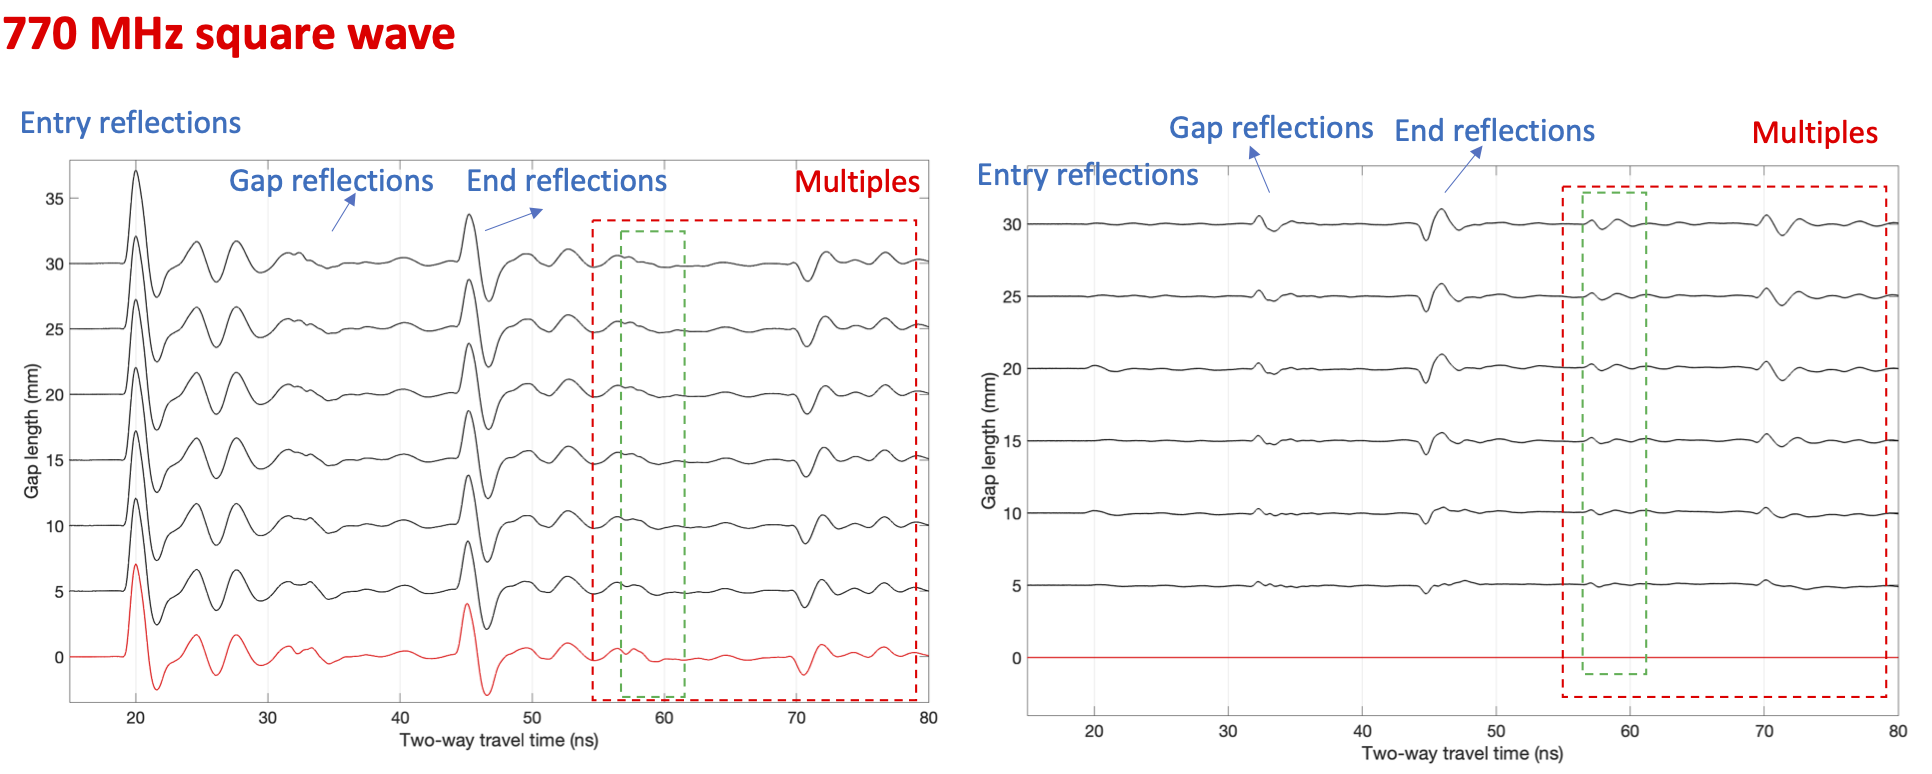 770 MHz square wave
Entry reflections
Gap reflections
End reflections
Multiples
35
30
25
20
15
10
5
0
Gap length (mm)
20
30
40
50
60
70
80
Two-way travel time (ns)
Gap reflections
End reflections
Multiples
Entry reflections
30
25
20
15
10
5
0
Gap length (mm)
20
30
40
50
60
70
80
Two-way travel time (ns)